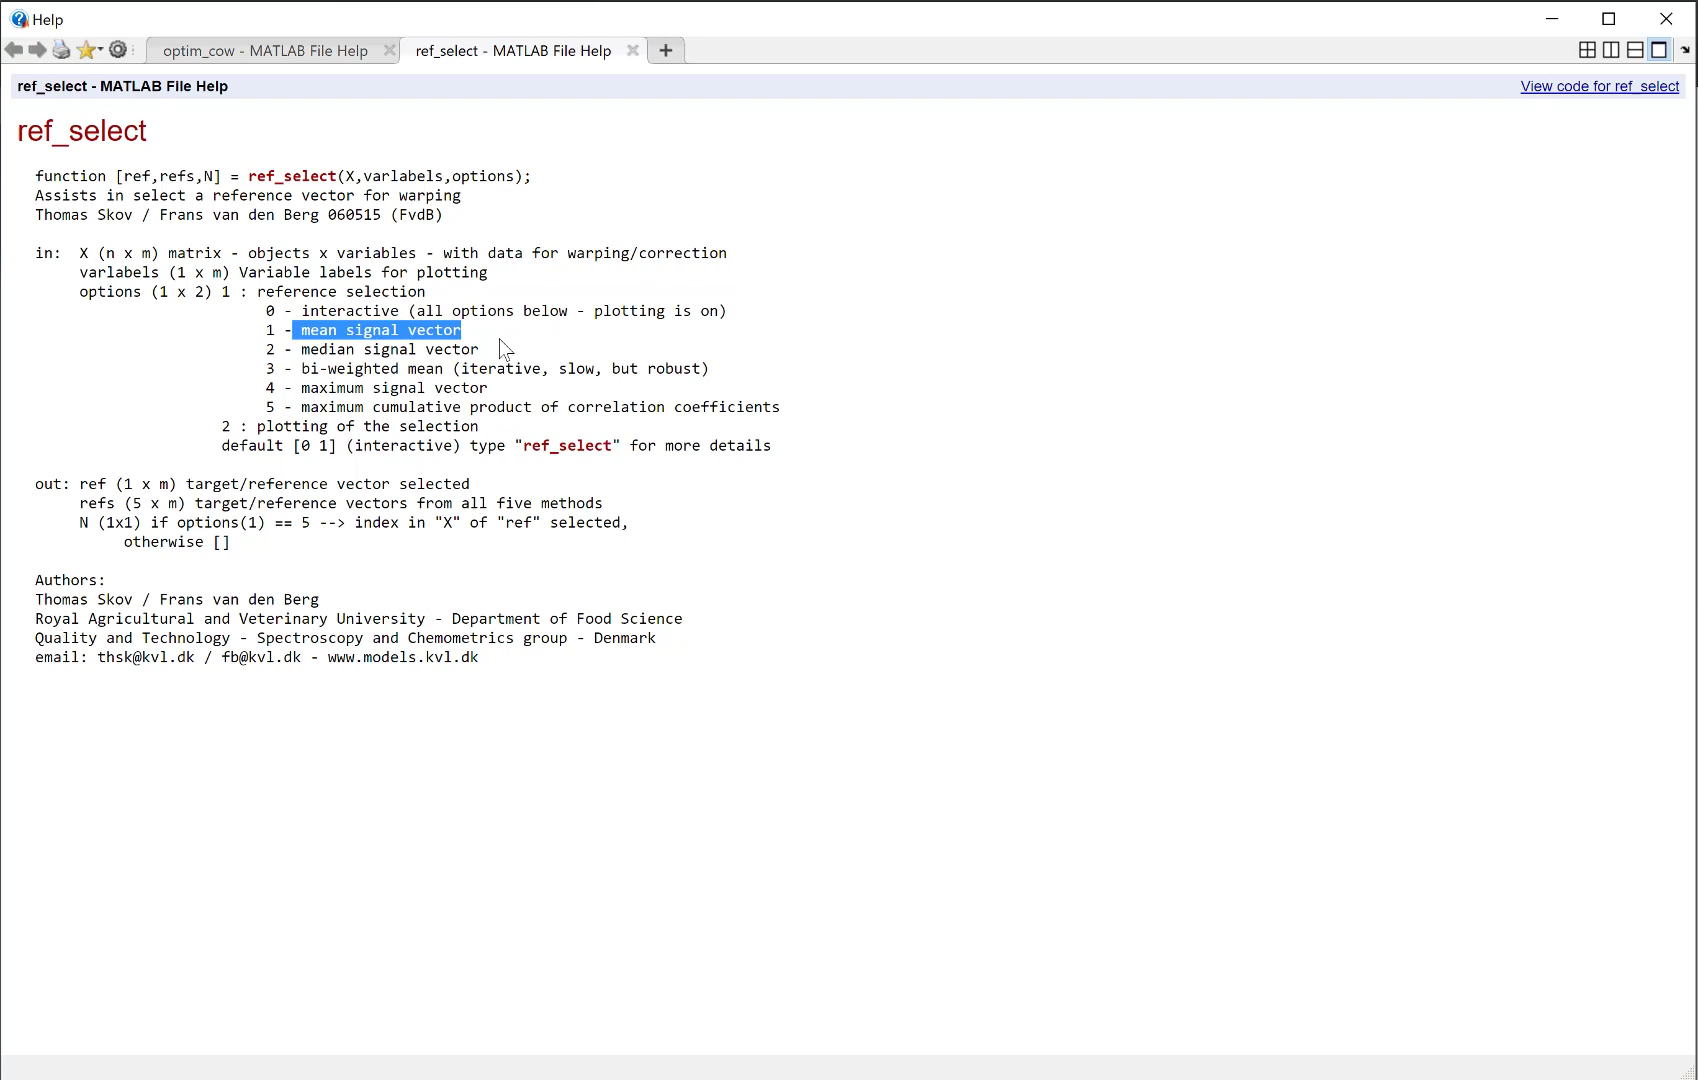 Help
optim_cow - MATLAB File Help
ref_select - MATLAB File Help
ref_select - MATLAB File Help
View code for ref_select
ref_select
function [ref,refs,N] = ref_select(X,varlabels,options);
Assists in select a reference vector for warping
Thomas Skov / Frans van den Berg 060515 (FvdB)
in: X (n x m) matrix - objects x variables - with data for warping/correction
varlabels (1 x m) Variable labels for plotting
options (1 x 2) 1 : reference selection
0 - interactive (all options below - plotting is on)
1 - mean signal vector
2 - median signal vector
3 - bi-weighted mean (iterative, slow, but robust)
4 - maximum signal vector
5 - maximum cumulative product of correlation coefficients
2 : plotting of the selection
default [0 1] (interactive) type "ref_select" for more details
out: ref (1 x m) target/reference vector selected
refs (5 x m) target/reference vectors from all five methods
N (1x1) if options(1) == 5 --> index in "X" of "ref" selected,
otherwise []
Authors:
Thomas Skov / Frans van den Berg
Royal Agricultural and Veterinary University - Department of Food Science
Quality and Technology - Spectroscopy and Chemometrics group - Denmark
email: thsk@kvl.dk / fb@kvl.dk - www.models.kvl.dk